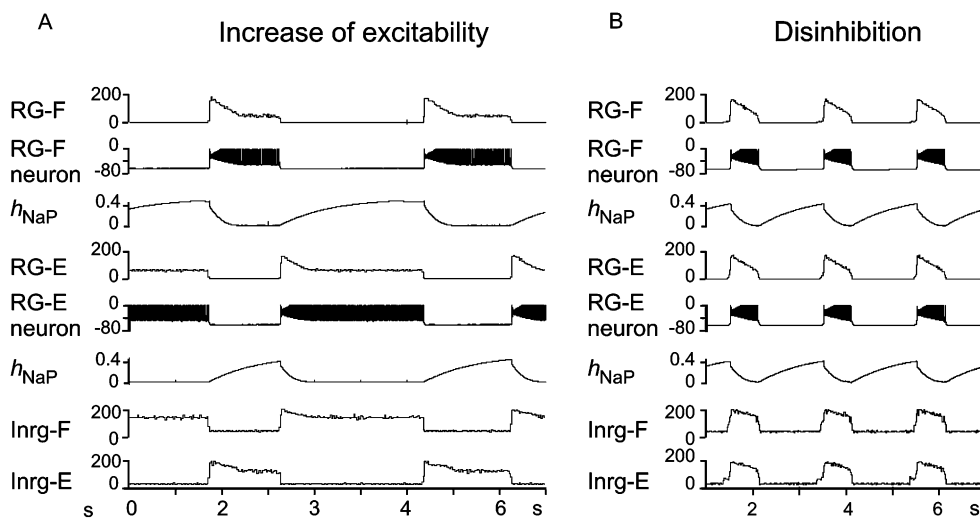 A
Increase of excitability
RG-F
200
0
RG-F
neuron
0
-80
hNaP
0.4
0
RG-E
200
0
RG-E
neuron
0
-80
hNaP
0.4
0
Inrg-F
200
0
Inrg-E
200
0
s 0 2 4 6 s
B
Disinhibition
RG-F
200
0
RG-F
neuron
0
-80
hNaP
0.4
0
RG-E
200
0
RG-E
neuron
0
-80
hNaP
0.4
0
Inrg-F
200
0
Inrg-E
200
0
2 4 6 s